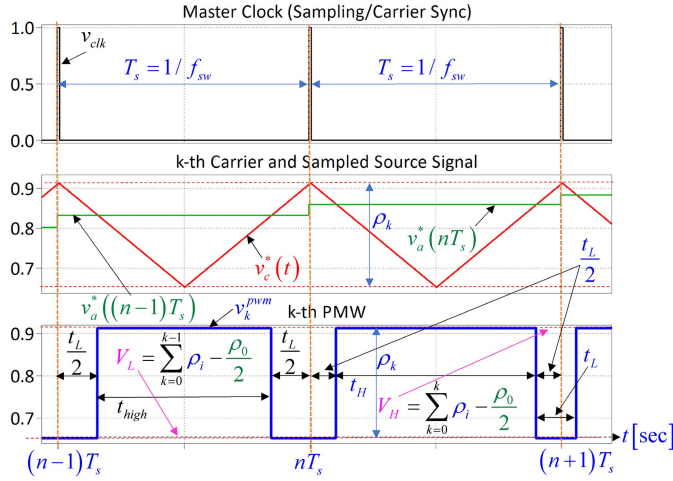 Master Clock (Sampling/Carrier Sync)
v_clk
1.0
T_s = 1/ f_sw
T_s = 1/ f_sw
0.5
0.0
k-th Carrier and Sampled Source Signal
0.9
ρ_k
0.8
v_a^*(nT_s)
v_c^*(t)
0.7
t_L/2
v_a^*((n−1)T_s)
v_k^pwm
k-th PMW
0.9
t_L/2
V_L = ∑_{k=0}^{k-1} ρ_i − ρ_0/2
t_L/2
ρ_k
t_L
0.8
t_H
V_H = ∑_{k=0}^{k} ρ_i − ρ_0/2
t_high
0.7
t [sec]
(n−1)T_s
nT_s
(n+1)T_s